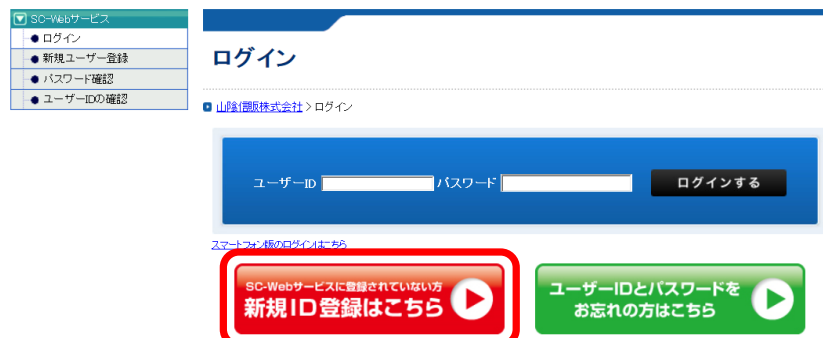 SC-Webサービス
ログイン
新規ユーザー登録
パスワード確認
ユーザーIDの確認
ログイン
山陰信販株式会社 > ログイン
ユーザーID パスワード ログインする
スマートフォン版のログインはこちら
SC-Webサービスに登録されていない方
新規ID登録はこちら
ユーザーIDとパスワードを
お忘れの方はこちら